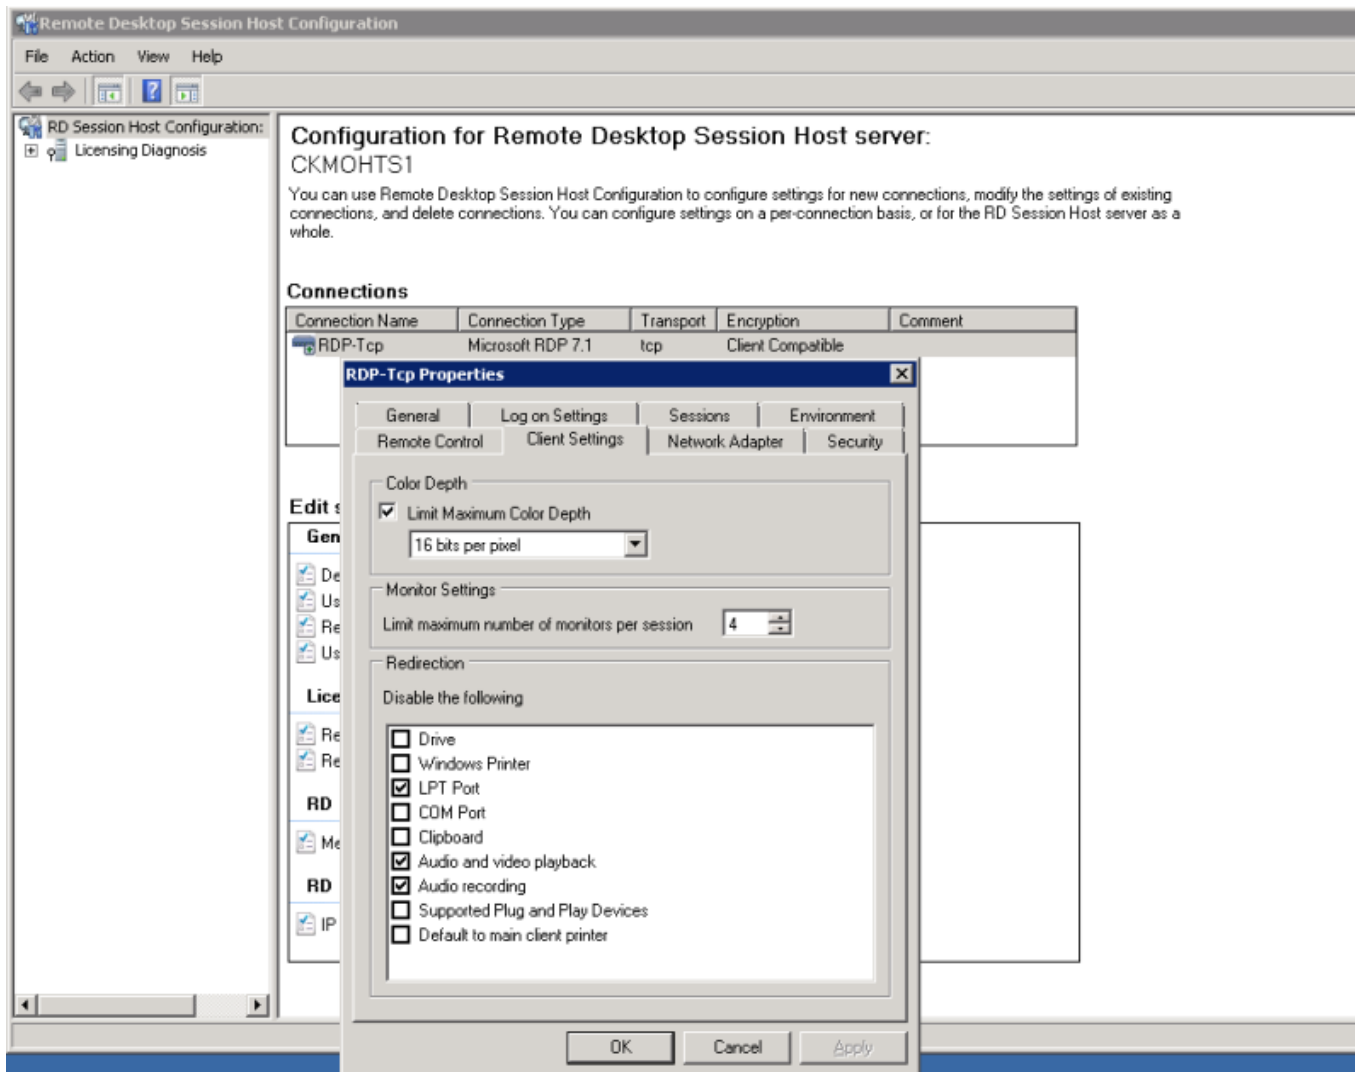 Remote Desktop Session Host Configuration
File Action View Help
RD Session Host Configuration:
Licensing Diagnosis
Configuration for Remote Desktop Session Host server:
CKMOHTS1
You can use Remote Desktop Session Host Configuration to configure settings for new connections, modify the settings of existing
connections, and delete connections. You can configure settings on a per-connection basis, or for the RD Session Host server as a
whole.
Connections
Connection Name Connection Type Transport Encryption Comment
RDP-Tcp Microsoft RDP 7.1 tcp Client Compatible
RDP-Tcp Properties
General Log on Settings Sessions Environment
Remote Control Client Settings Network Adapter Security
Color Depth
Limit Maximum Color Depth
16 bits per pixel
Monitor Settings
Limit maximum number of monitors per session 4
Redirection
Disable the following
Drive
Windows Printer
LPT Port
COM Port
Clipboard
Audio and video playback
Audio recording
Supported Plug and Play Devices
Default to main client printer
OK Cancel Apply
Edit s
Gen
De
Us
Re
Us
Lice
Re
Re
RD
Me
RD
IP